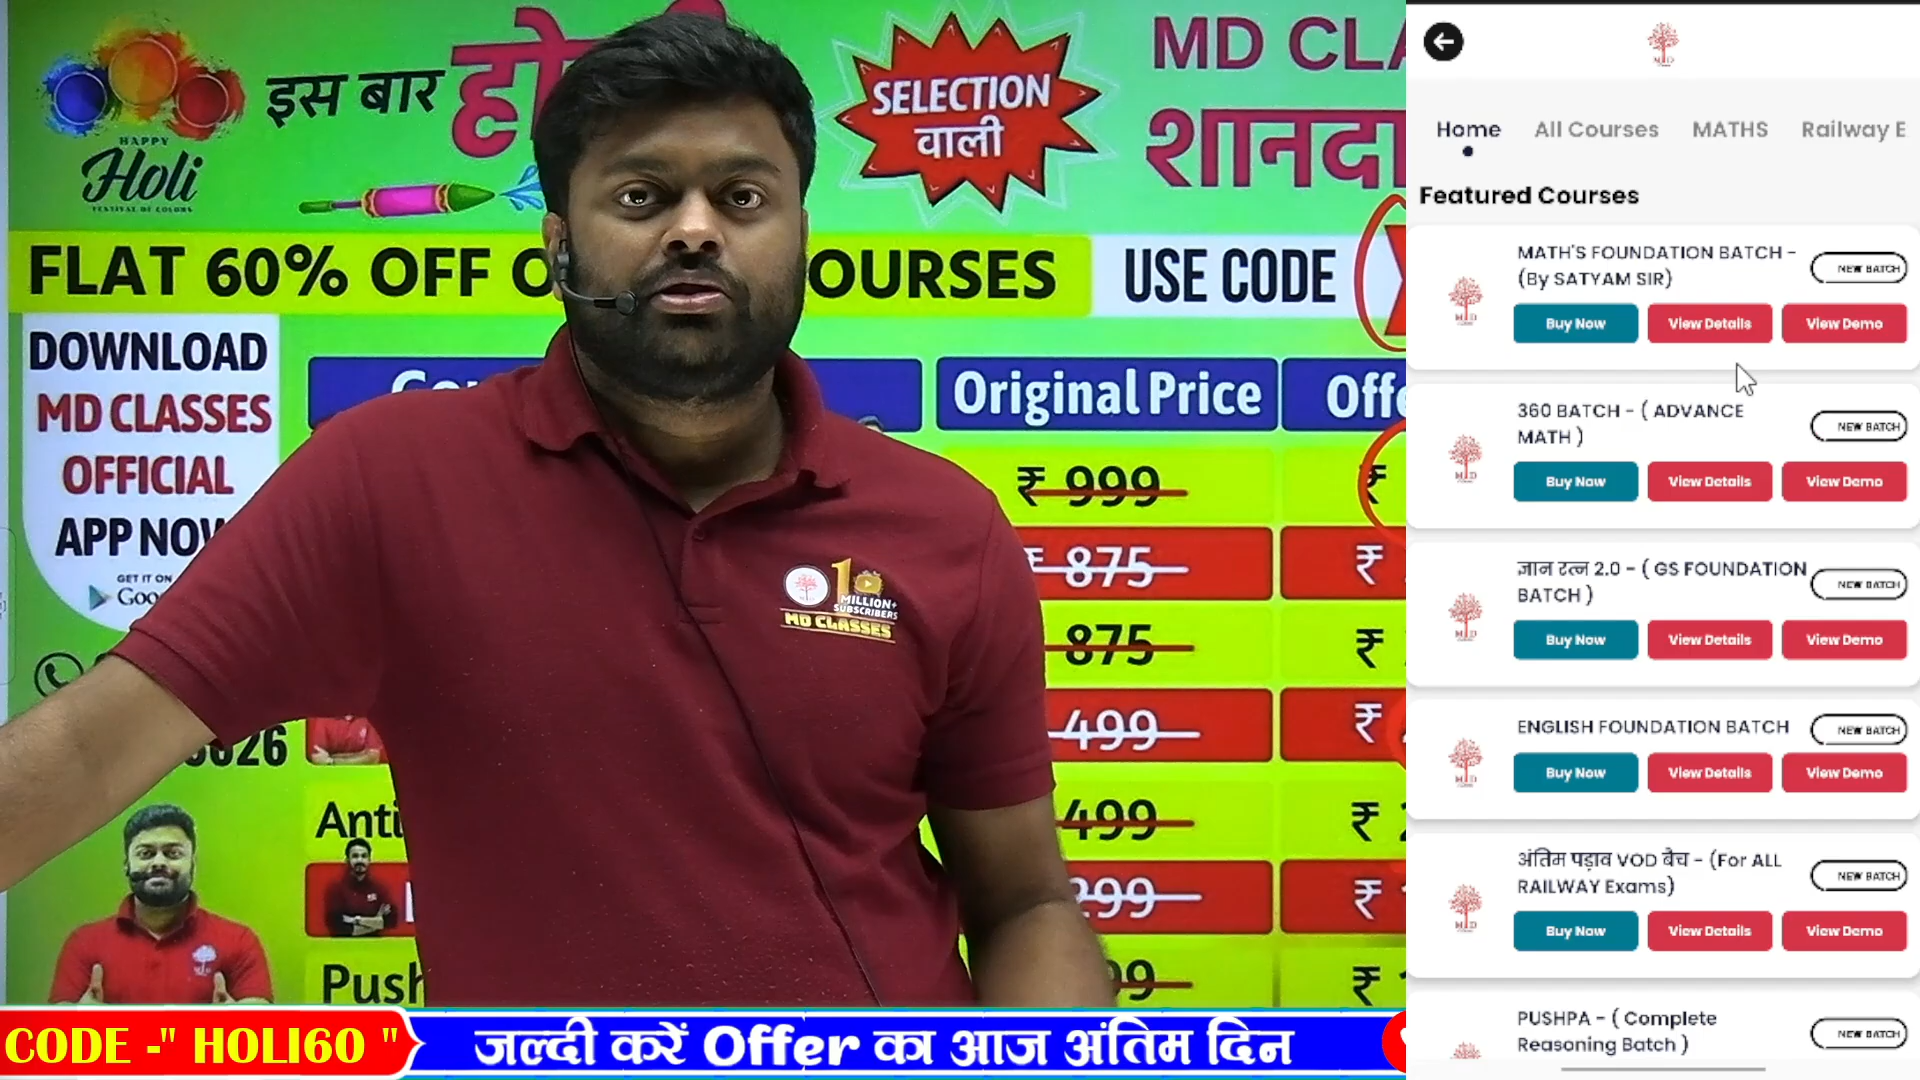 इस बार
HAPPY
Holi
FESTIVAL OF COLORS
SELECTION
वाली
MD
शानदा
FLAT 60% OFF
OURSES
USE CODE
DOWNLOAD
MD CLASSES
OFFICIAL
APP NOW
GET IT ON
Original Price
₹ 999
₹
₹ 875
₹
875
₹
499
₹
499
₹
299
₹
₹
1 MILLION+
SUBSCRIBERS
MD CLASSES
CODE -" HOLI60 "
जल्दी करें Offer का आज अंतिम दिन
Home All Courses MATHS Railway E
Featured Courses
MATH'S FOUNDATION BATCH -
(By SATYAM SIR)
NEW BATCH
Buy Now View Details View Demo
360 BATCH - ( ADVANCE
MATH )
NEW BATCH
Buy Now View Details View Demo
ज्ञान रत्न 2.0 - ( GS FOUNDATION
BATCH )
NEW BATCH
Buy Now View Details View Demo
ENGLISH FOUNDATION BATCH
NEW BATCH
Buy Now View Details View Demo
अंतिम पड़ाव VOD बैच - (For ALL
RAILWAY Exams)
NEW BATCH
Buy Now View Details View Demo
PUSHPA - ( Complete
Reasoning Batch )
NEW BATCH